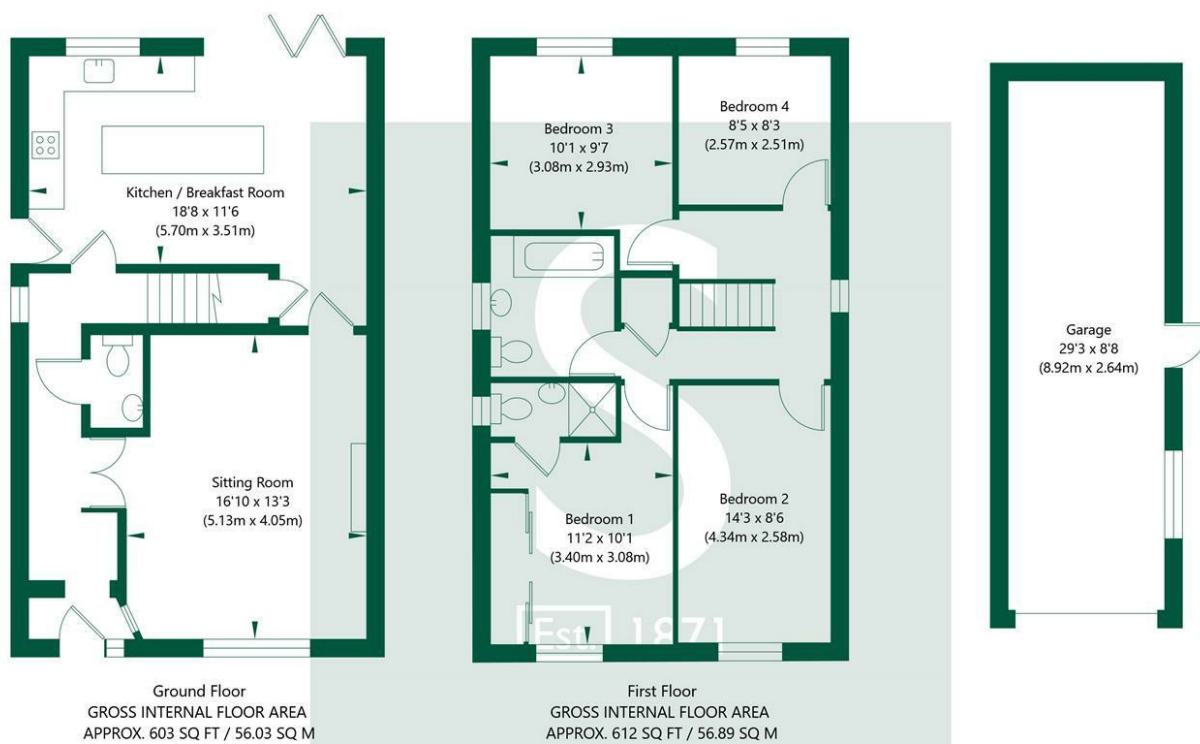 Kitchen / Breakfast Room
18'8 x 11'6
(5.70m x 3.51m)
Sitting Room
16'10 x 13'3
(5.13m x 4.05m)
Ground Floor
GROSS INTERNAL FLOOR AREA
APPROX. 603 SQ FT / 56.03 SQ M
Bedroom 3
10'1 x 9'7
(3.08m x 2.93m)
Bedroom 4
8'5 x 8'3
(2.57m x 2.51m)
Bedroom 1
11'2 x 10'1
(3.40m x 3.08m)
Bedroom 2
14'3 x 8'6
(4.34m x 2.58m)
S
Est. 1871
First Floor
GROSS INTERNAL FLOOR AREA
APPROX. 612 SQ FT / 56.89 SQ M
Garage
29'3 x 8'8
(8.92m x 2.64m)